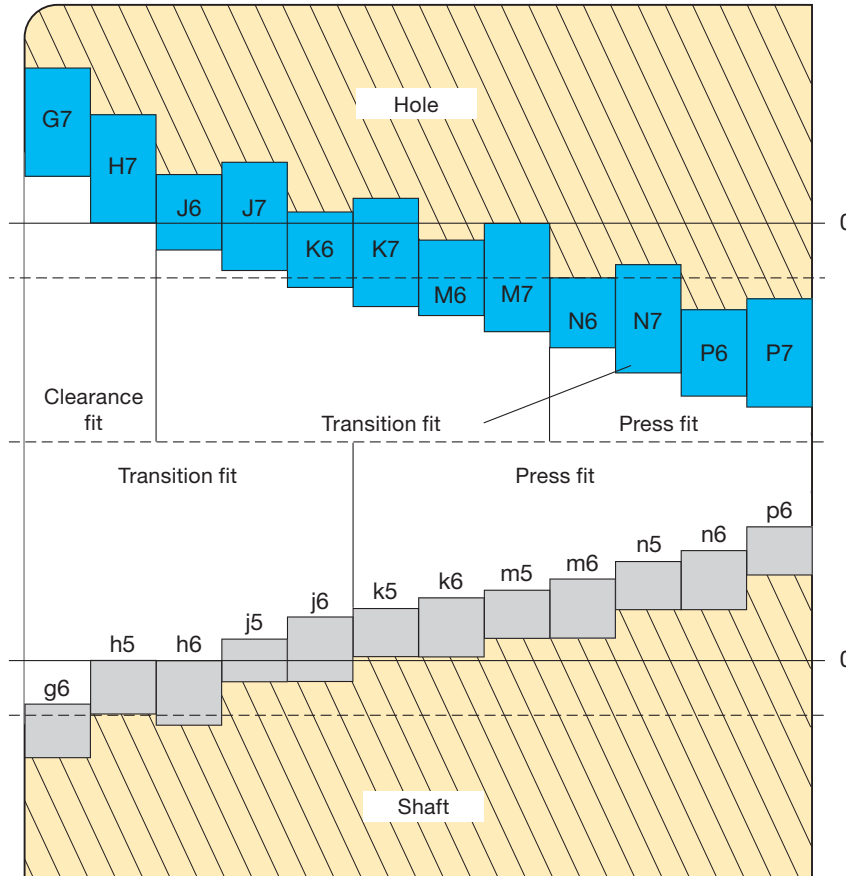 Hole
G7
H7
J6
J7
K6
K7
M6
M7
N6
N7
P6
P7
0
Clearance
fit
Transition fit
Press fit
Transition fit
Press fit
g6
h5
h6
j5
j6
k5
k6
m5
m6
n5
n6
p6
0
Shaft